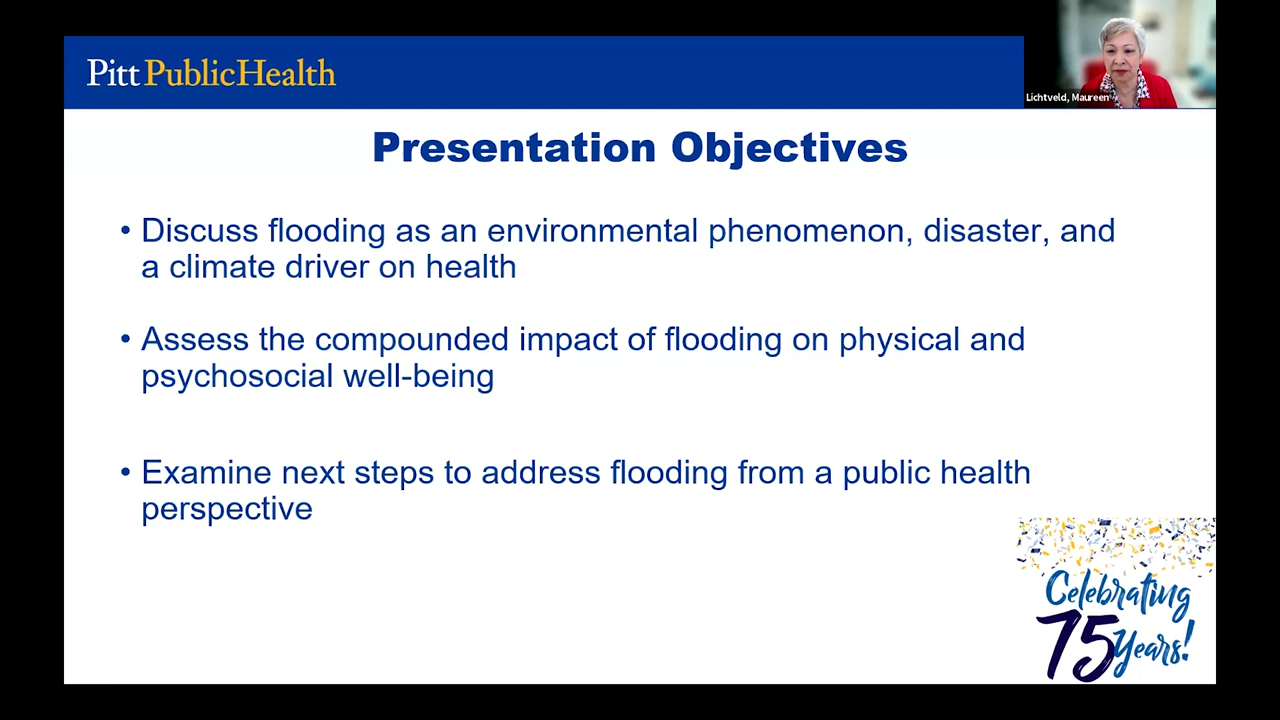 Pitt PublicHealth
Lichtveld, Maureen
Presentation Objectives
• Discuss flooding as an environmental phenomenon, disaster, and
a climate driver on health
• Assess the compounded impact of flooding on physical and
psychosocial well-being
• Examine next steps to address flooding from a public health
perspective
Celebrating
75 Years!